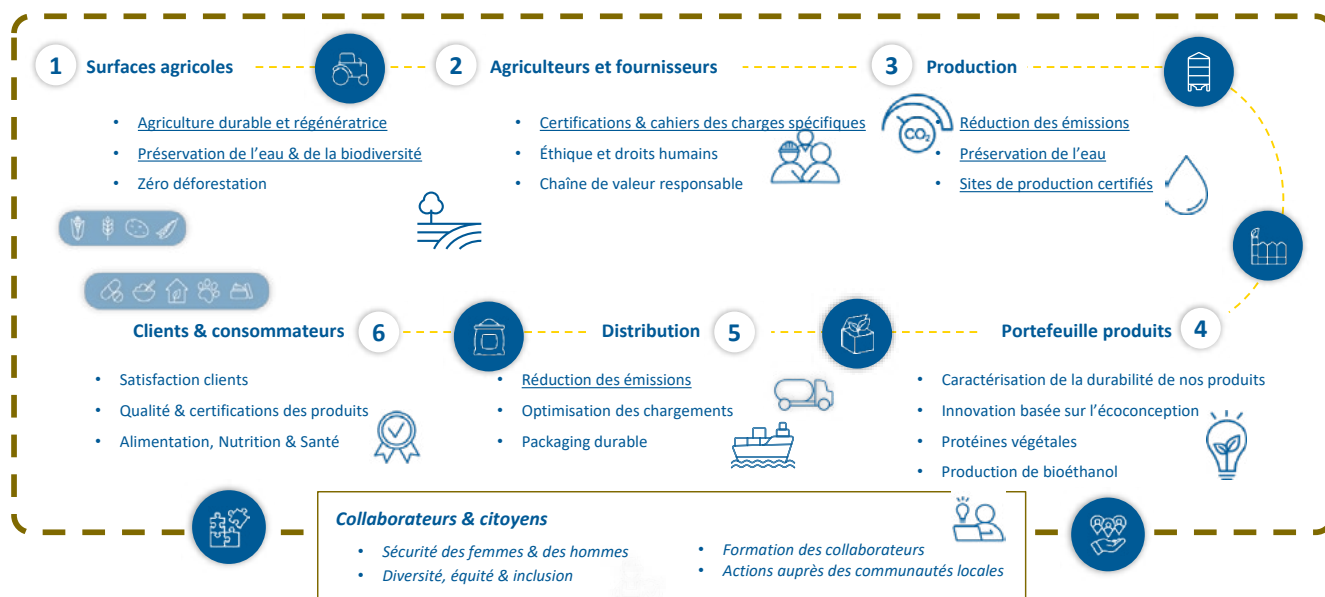 1 Surfaces agricoles
• Agriculture durable et régénératrice
• Préservation de l'eau & de la biodiversité
• Zéro déforestation
2 Agriculteurs et fournisseurs
• Certifications & cahiers des charges spécifiques
• Éthique et droits humains
• Chaîne de valeur responsable
3 Production
CO₂
• Réduction des émissions
• Préservation de l'eau
• Sites de production certifiés
Portefeuille produits 4
• Caractérisation de la durabilité de nos produits
• Innovation basée sur l'écoconception
• Protéines végétales
• Production de bioéthanol
Distribution 5
• Réduction des émissions
• Optimisation des chargements
• Packaging durable
Clients & consommateurs 6
• Satisfaction clients
• Qualité & certifications des produits
• Alimentation, Nutrition & Santé
Collaborateurs & citoyens
• Sécurité des femmes & des hommes
• Diversité, équité & inclusion
• Formation des collaborateurs
• Actions auprès des communautés locales